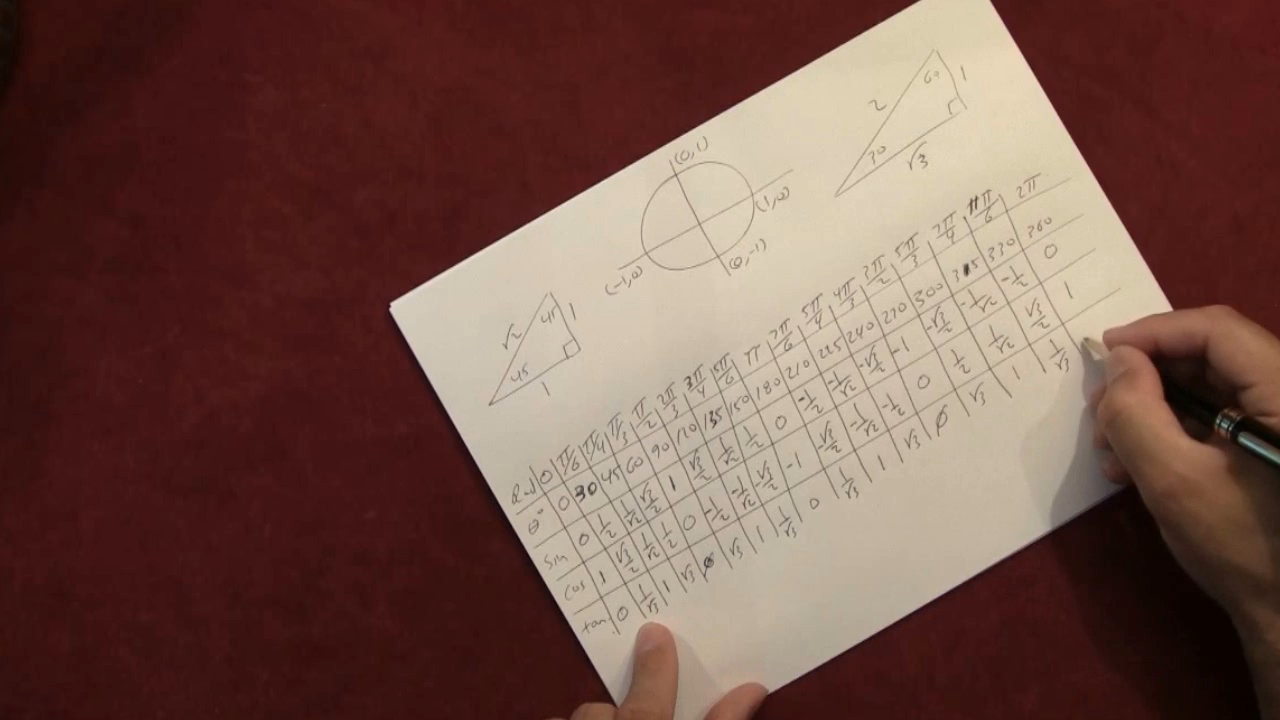 (0,1)
(1,0)
(0,-1)
(-1,0)
2 60 1
30 √3
√2 45 1
45 1
Rad 0 π/6 π/4 π/3 π/2 2π/3 3π/4 5π/6 π 7π/6 5π/4 4π/3 3π/2 5π/3 7π/4 11π/6 2π
θ° 0 30 45 60 90 120 135 150 180 210 225 240 270 300 315 330 360
Sin 0 1/2 1/√2 √3/2 1 √3/2 1/√2 1/2 0 -1/2 -1/√2 -√3/2 -1 -√3/2 -1/√2 -1/2 0
Cos 1 √3/2 1/√2 1/2 0 -1/2 -1/√2 -√3/2 -1 -√3/2 -1/√2 -1/2 0 1/2 1/√2 √3/2 1
tan 0 1/√3 1 √3 ø √3 1 1/√3 0 1/√3 1 √3 ø √3 1 1/√3